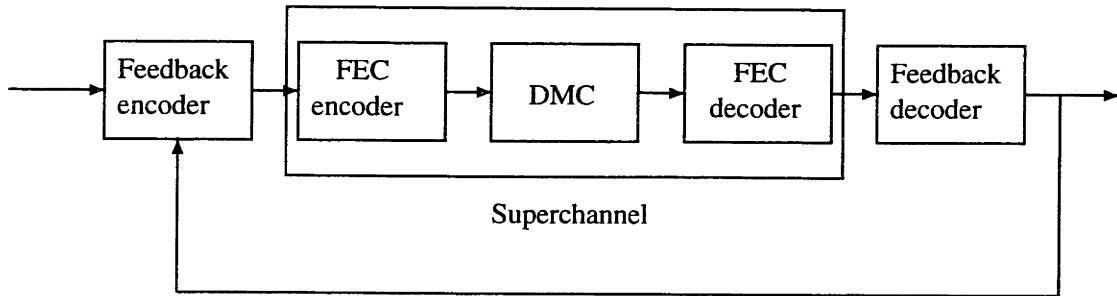 Feedback
encoder
FEC
encoder
DMC
FEC
decoder
Feedback
decoder
Superchannel